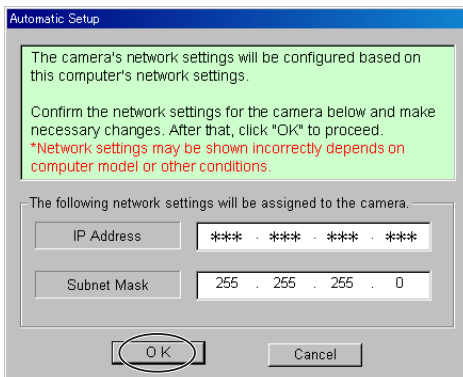 Automatic Setup
The camera's network settings will be configured based on
this computer's network settings.
Confirm the network settings for the camera below and make
necessary changes. After that, click "OK" to proceed.
*Network settings may be shown incorrectly depends on
computer model or other conditions.
The following network settings will be assigned to the camera.
IP Address *** . *** . *** . ***
Subnet Mask 255 . 255 . 255 . 0
OK Cancel